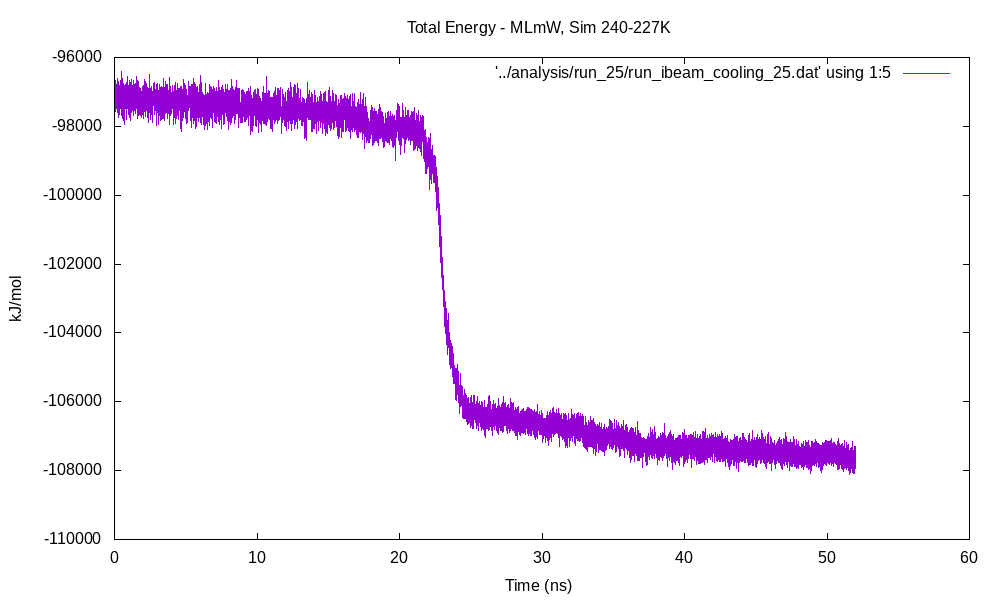 Total Energy - MLmW, Sim 240-227K
'../analysis/run_25/run_ibeam_cooling_25.dat' using 1:5
-96000
-98000
-100000
-102000
-104000
-106000
-108000
-110000
kJ/mol
0 10 20 30 40 50 60
Time (ns)